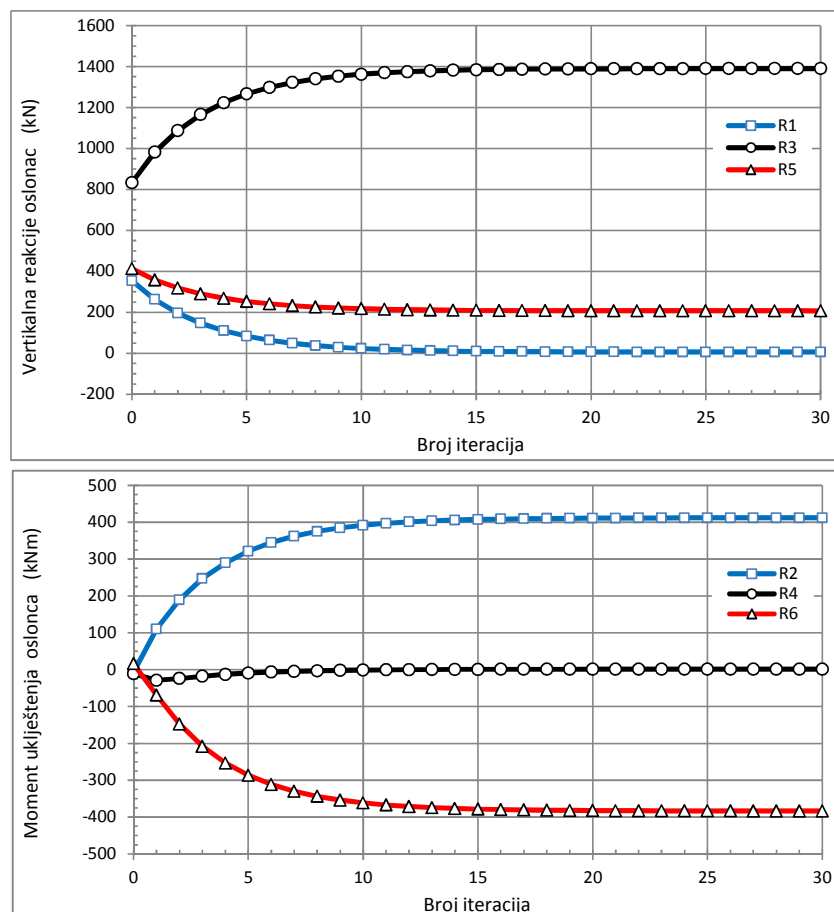 Vertikalna reakcije oslonac (kN)
1600
1400
1200
1000
800
600
400
200
0
-200
R1
R3
R5
0 5 10 15 20 25 30
Broj iteracija
Moment uklještenja oslonca (kNm)
500
400
300
200
100
0
-100
-200
-300
-400
-500
R2
R4
R6
0 5 10 15 20 25 30
Broj iteracija